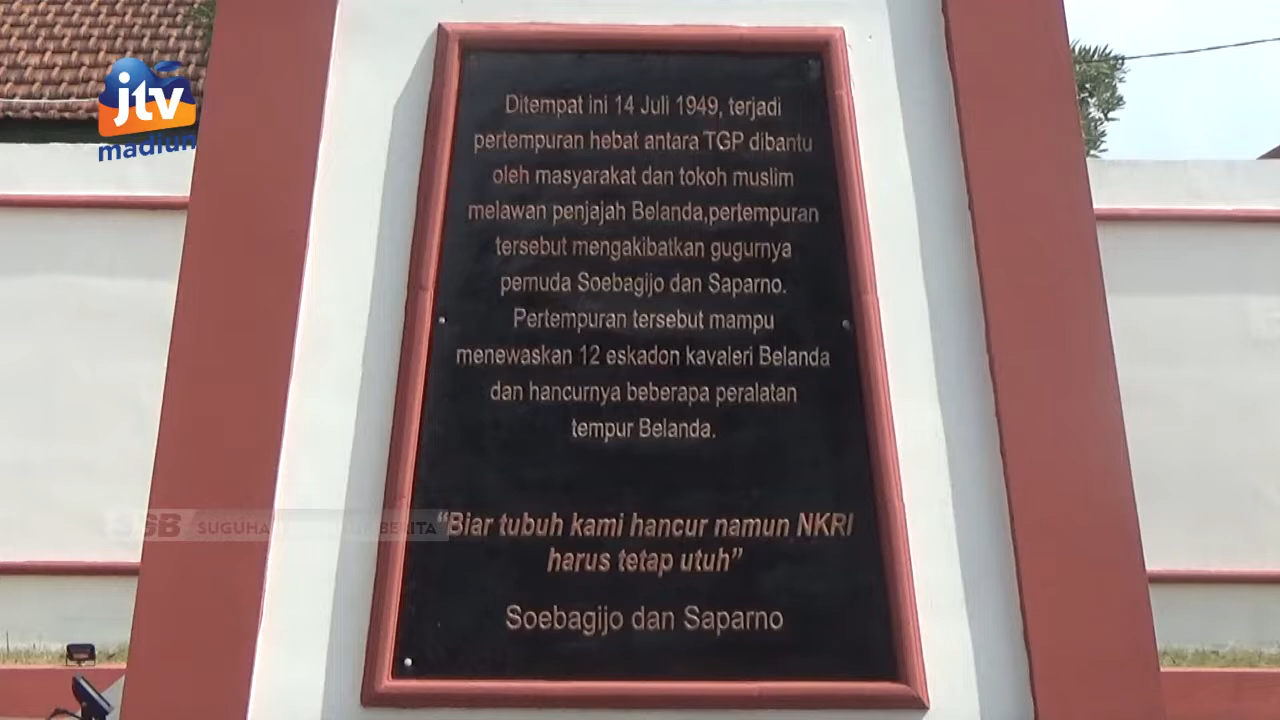 jtv
madiun
Ditempat ini 14 Juli 1949, terjadi
pertempuran hebat antara TGP dibantu
oleh masyarakat dan tokoh muslim
melawan penjajah Belanda,pertempuran
tersebut mengakibatkan gugurnya
pemuda Soebagijo dan Saparno.
Pertempuran tersebut mampu
menewaskan 12 eskadon kavaleri Belanda
dan hancurnya beberapa peralatan
tempur Belanda.
"Biar tubuh kami hancur namun NKRI
harus tetap utuh"
Soebagijo dan Saparno
BERITA